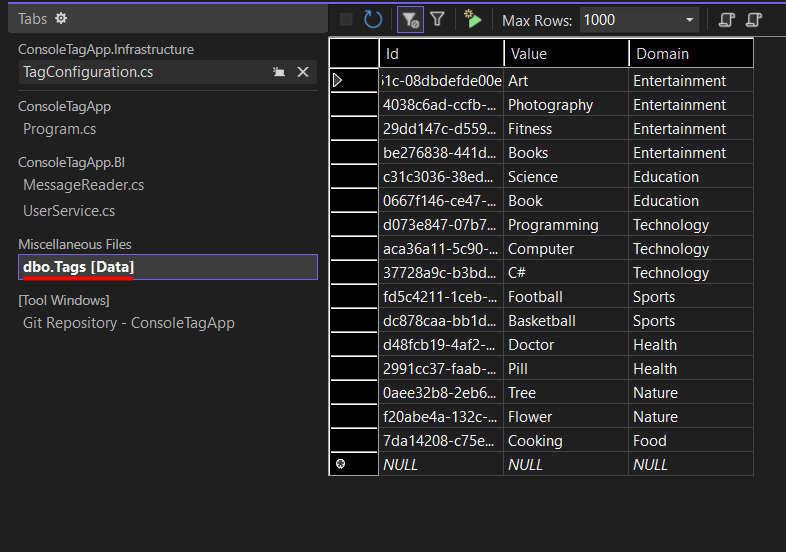 Tabs
Max Rows: 1000
ConsoleTagApp.Infrastructure
TagConfiguration.cs
ConsoleTagApp
Program.cs
ConsoleTagApp.Bl
MessageReader.cs
UserService.cs
Miscellaneous Files
dbo.Tags [Data]
[Tool Windows]
Git Repository - ConsoleTagApp
Id Value Domain
51c-08dbdefde00e Art Entertainment
4038c6ad-ccfb-... Photography Entertainment
29dd147c-d559... Fitness Entertainment
be276838-441d... Books Entertainment
c31c3036-38ed... Science Education
0667f146-ce47-... Book Education
d073e847-07b7... Programming Technology
aca36a11-5c90-... Computer Technology
37728a9c-b3bd... C# Technology
fd5c4211-1ceb-... Football Sports
dc878caa-bb1d... Basketball Sports
d48fcb19-4af2-... Doctor Health
2991cc37-faab-... Pill Health
0aee32b8-2eb6... Tree Nature
f20abe4a-132c-... Flower Nature
7da14208-c75e... Cooking Food
NULL NULL NULL